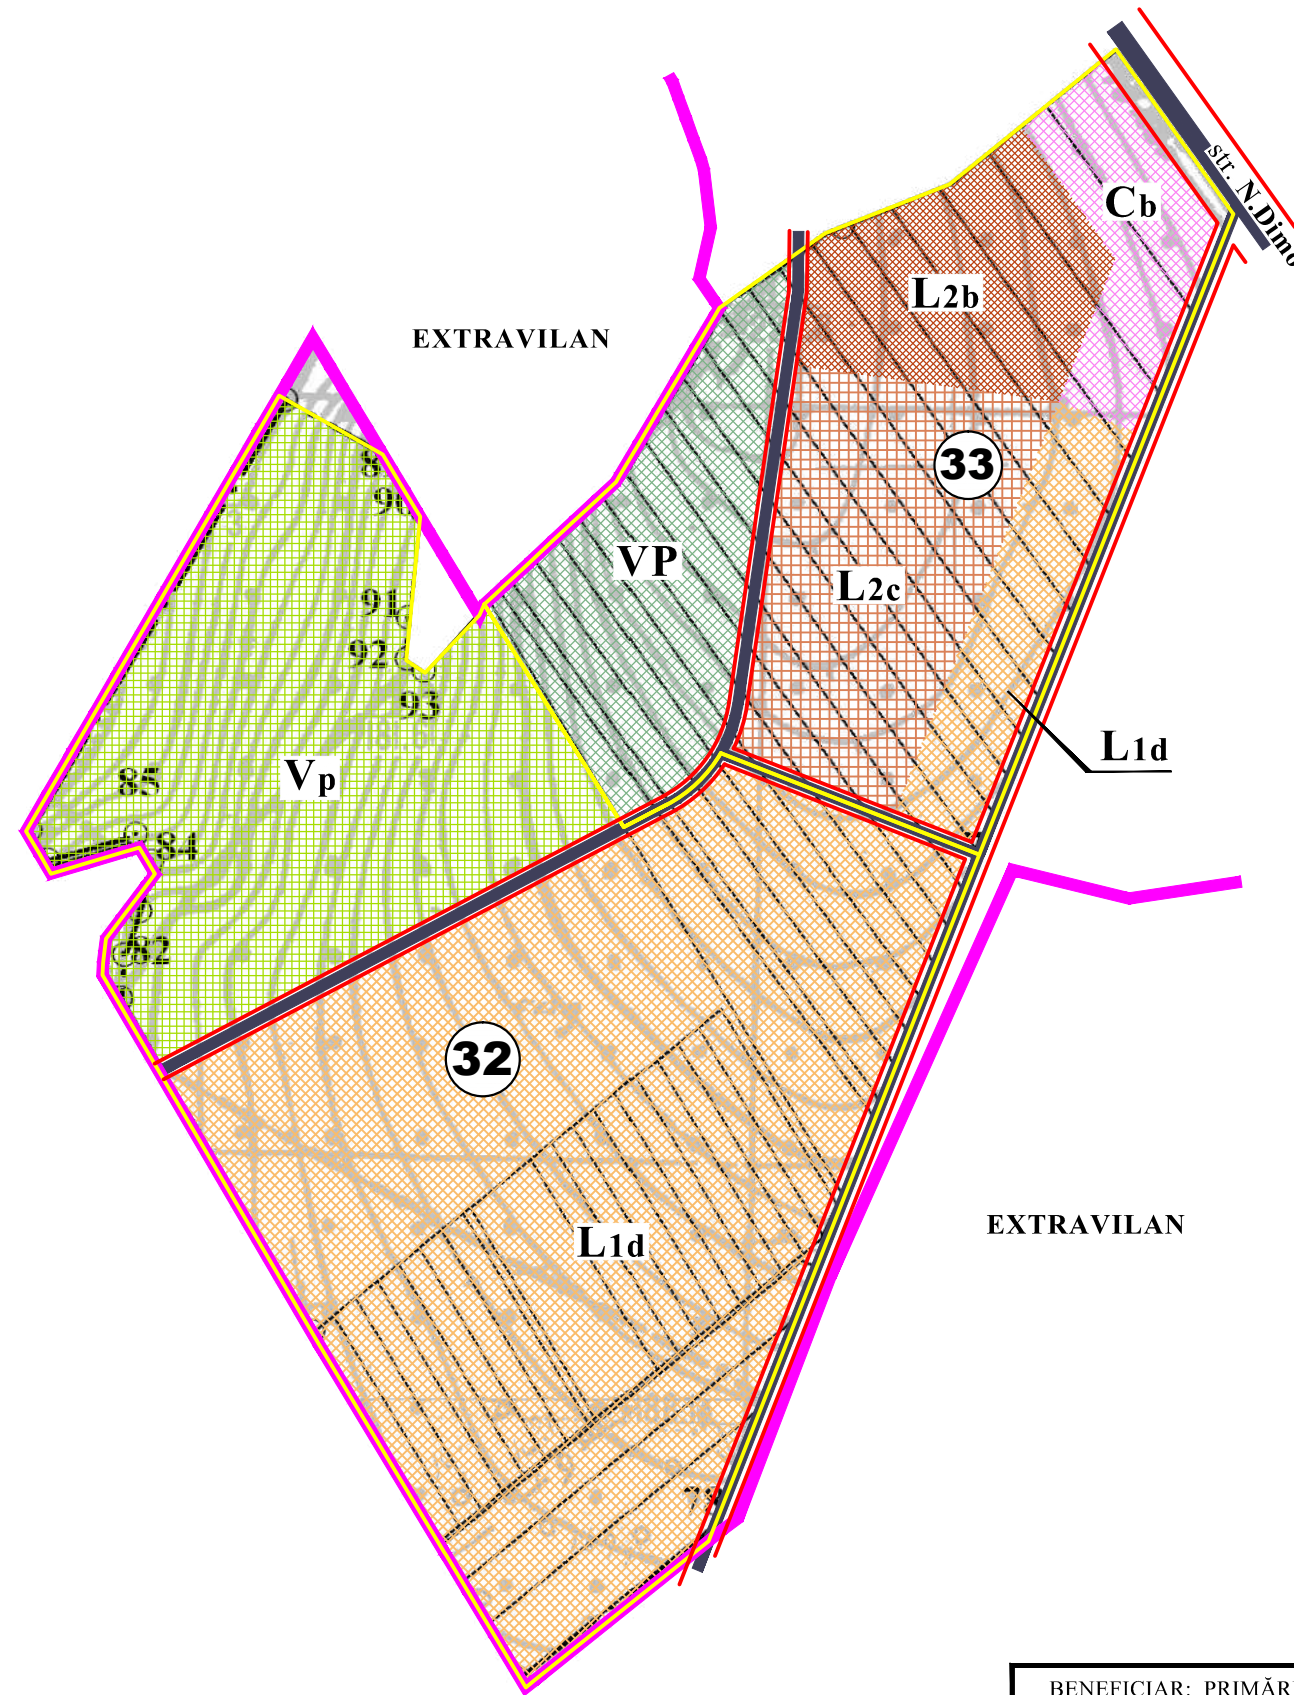 str. N.Dimo
Cb
L2b
EXTRAVILAN
33
90
VP
L2c
91
92
93
L1d
Vp
85
84
82
32
EXTRAVILAN
L1d
BENEFICIAR: PRIMĂRI